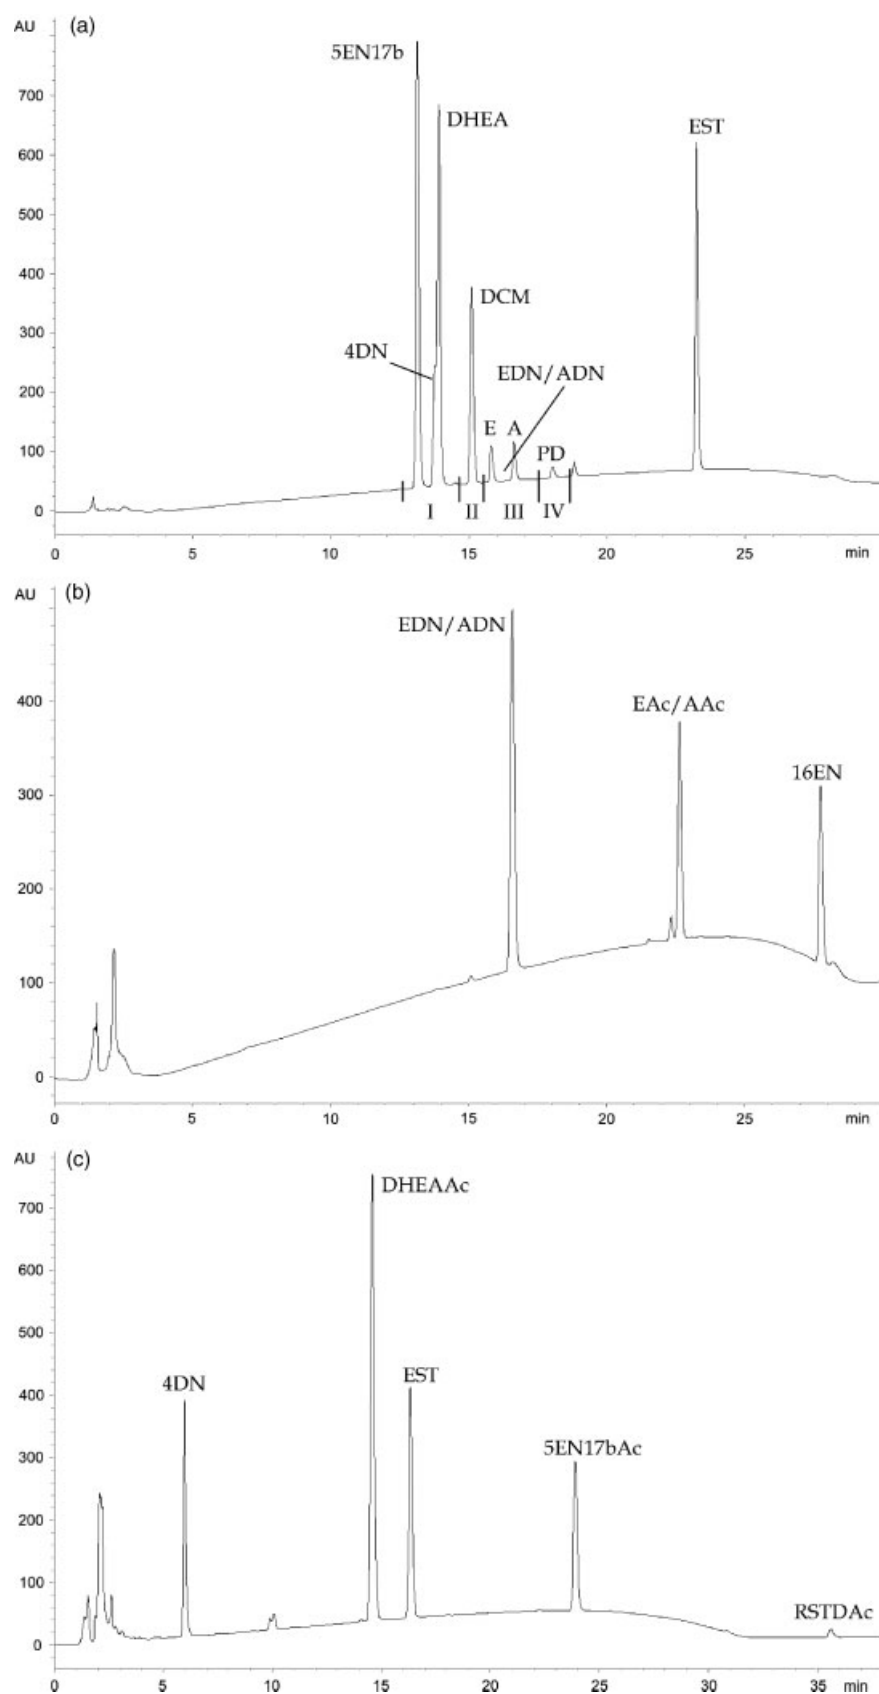 AU (a)
5EN17b
700
DHEA
600
EST
500
400
DCM
300
4DN
EDN/ADN
200
E A
100
PD
0
I II III IV
0 5 10 15 20 25 min
AU (b)
EDN/ADN
400
EAc/AAc
16EN
300
200
100
0
0 5 10 15 20 25 min
AU (c)
DHEAAc
700
600
500
4DN EST
400
5EN17bAc
300
200
100
RSTDAc
0
0 5 10 15 20 25 30 35 min